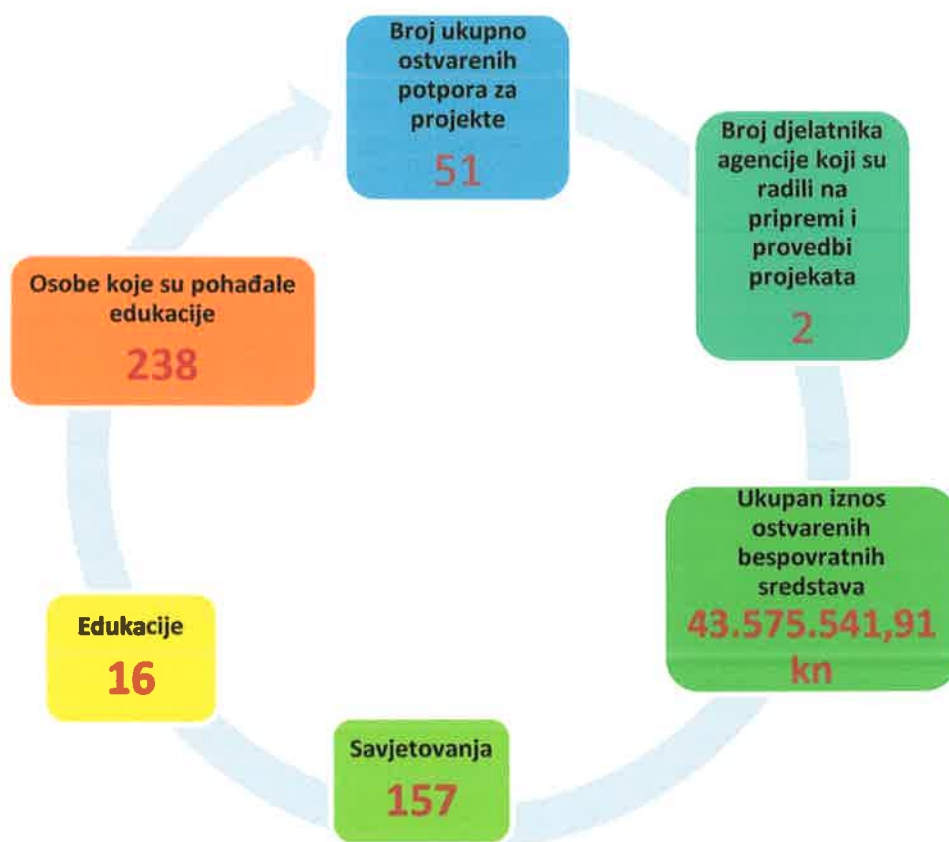 Broj ukupno
ostvarenih
potpora za
projekte
51
Broj djelatnika
agencije koji su
radili na
pripremi i
provedbi
projekata
2
Ukupan iznos
ostvarenih
bespovratnih
sredstava
43.575.541,91
kn
Savjetovanja
157
Edukacije
16
Osobe koje su pohađale
edukacije
238